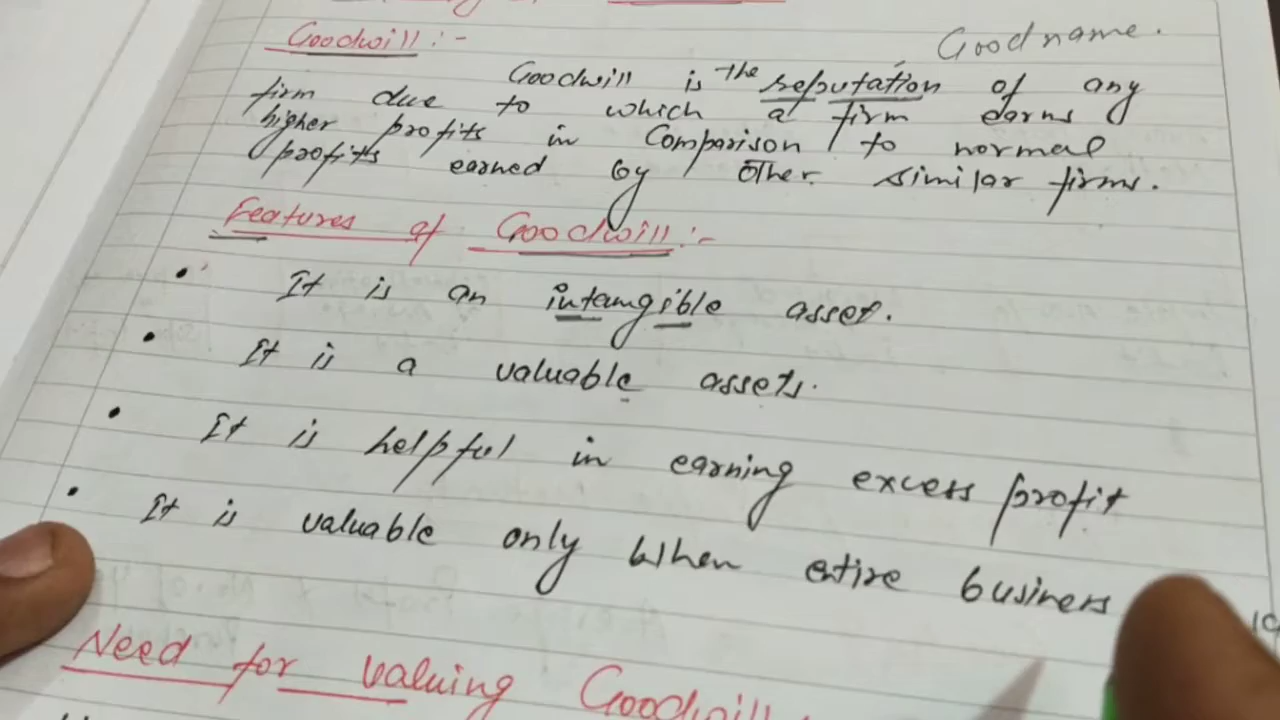 Goodwill :-
Good name.
Goodwill is the reputation of any
firm due to which a firm earns
higher profits in Comparison to normal
profits earned by other similar firms.
Features of Goodwill :-
• It is an intangible asset.
• It is a valuable assets.
• It is helpful in earning excess profit
• It is valuable only when entire business
Need for valuing Goodwill :